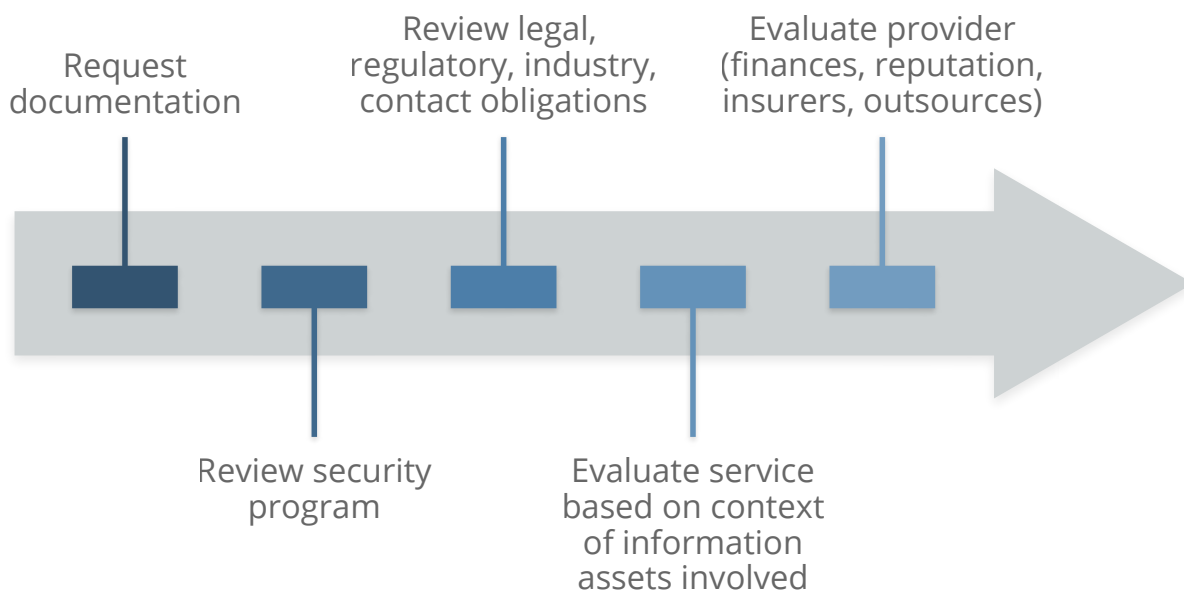 Request
documentation
Review security
program
Review legal,
regulatory, industry,
contact obligations
Evaluate service
based on context
of information
assets involved
Evaluate provider
(finances, reputation,
insurers, outsources)